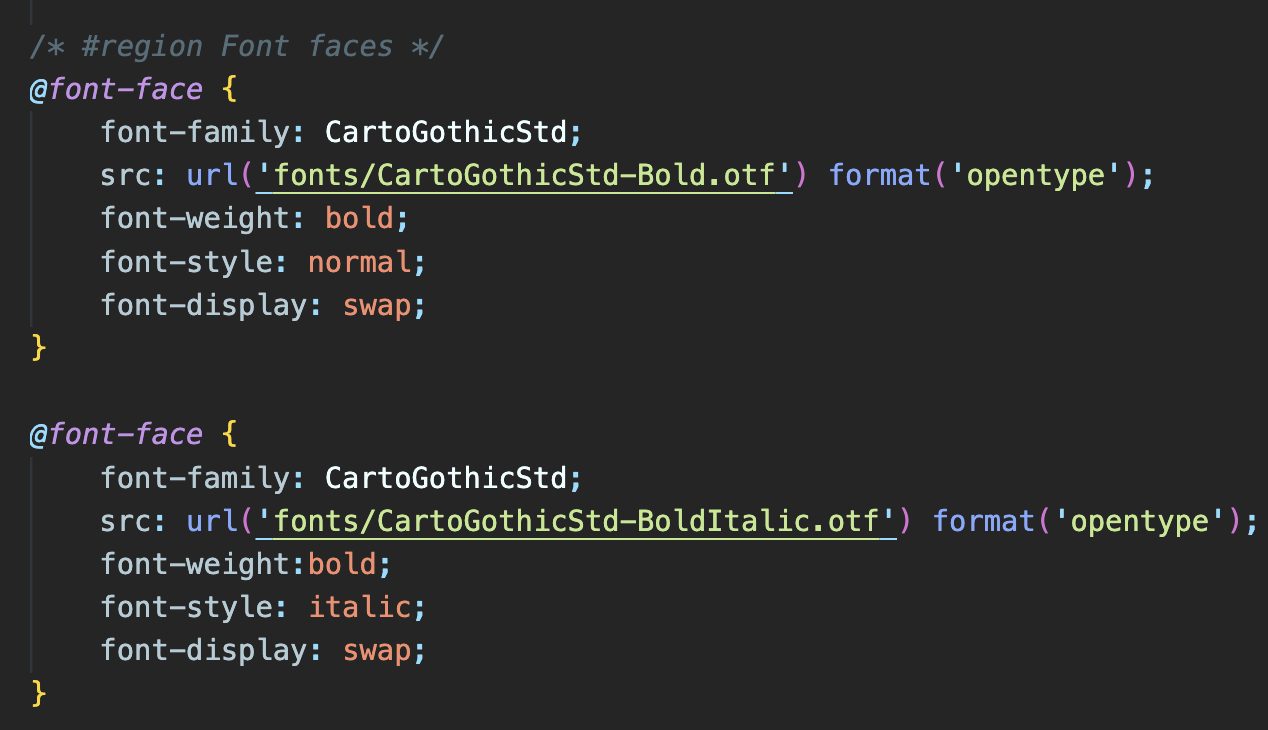 /* #region Font faces */
@font-face {
    font-family: CartoGothicStd;
    src: url('fonts/CartoGothicStd-Bold.otf') format('opentype');
    font-weight: bold;
    font-style: normal;
    font-display: swap;
}

@font-face {
    font-family: CartoGothicStd;
    src: url('fonts/CartoGothicStd-BoldItalic.otf') format('opentype');
    font-weight:bold;
    font-style: italic;
    font-display: swap;
}